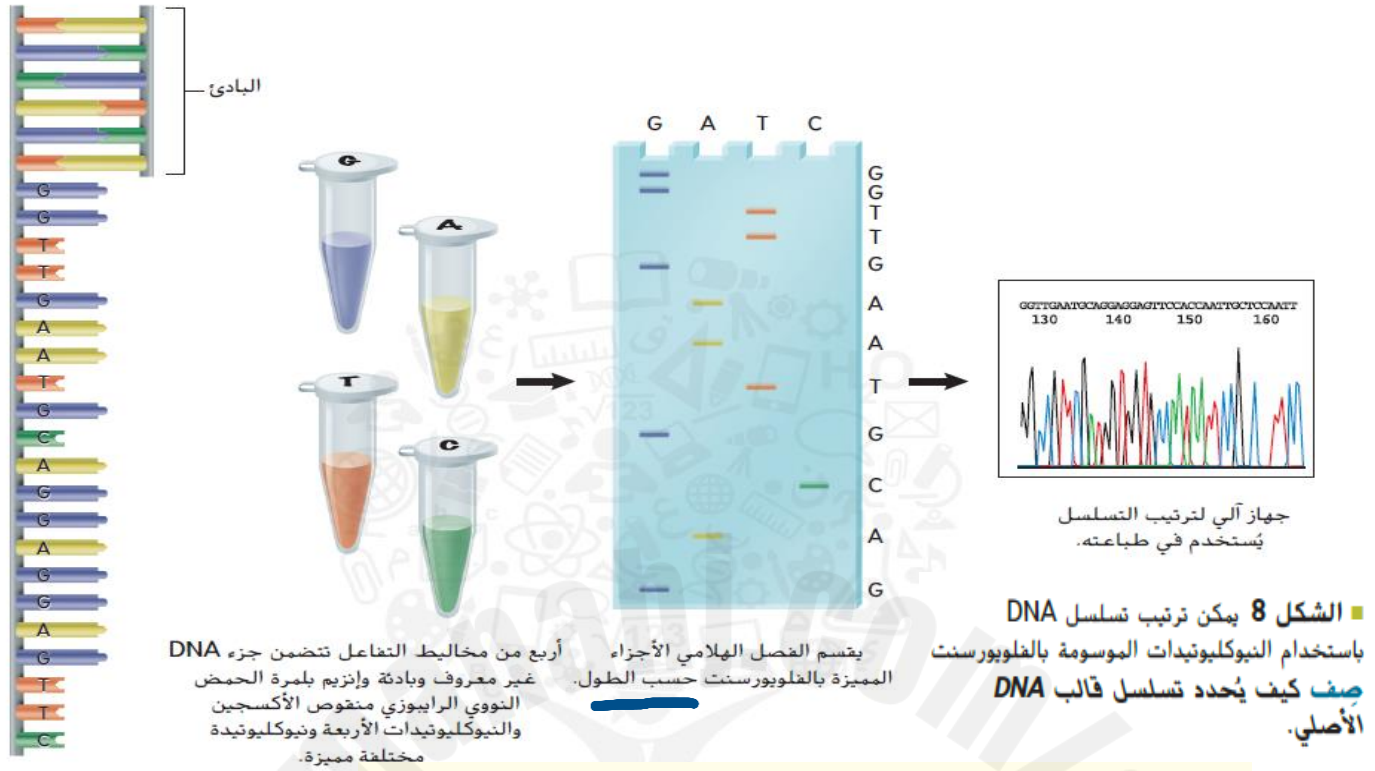 البادئ
G
G
T
T
G
A
A
T
G
C
A
G
G
A
G
G
A
G
T
T
C
G
A
T
C
أربع من مخاليط التفاعل تتضمن جزء DNA
غير معروف وبادئة وإنزيم بلمرة الحمض
النووي الرايبوزي منقوص الأكسجين
والنيوكليوتيدات الأربعة ونيوكليوتيدة
مختلفة مميزة.
G A T C
G
G
T
T
G
A
A
T
G
C
A
G
يقسم الفصل الهلامي الأجزاء
المميزة بالفلوبورسنت حسب الطول.
GGTTGAATGCAGGAGGAGTTCCACCAATTGCTCCAATT
130 140 150 160
جهاز آلي لترتيب التسلسل
يُستخدم في طباعته.
■ الشكل 8 يمكن ترتيب تسلسل DNA
باستخدام النيوكليوتيدات الموسومة بالفلوبورسنت
صِف كيف يُحدد تسلسل قالب DNA
الأصلي.